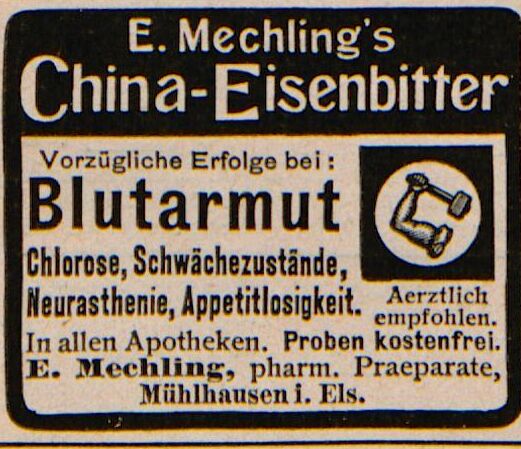 E. Mechling's
China-Eisenbitter
Vorzügliche Erfolge bei:
Blutarmut
Chlorose, Schwächezustände,
Neurasthenie, Appetitlosigkeit.
Aerztlich
empfohlen.
In allen Apotheken. Proben kostenfrei.
E. Mechling, pharm. Praeparate,
Mühlhausen i. Els.